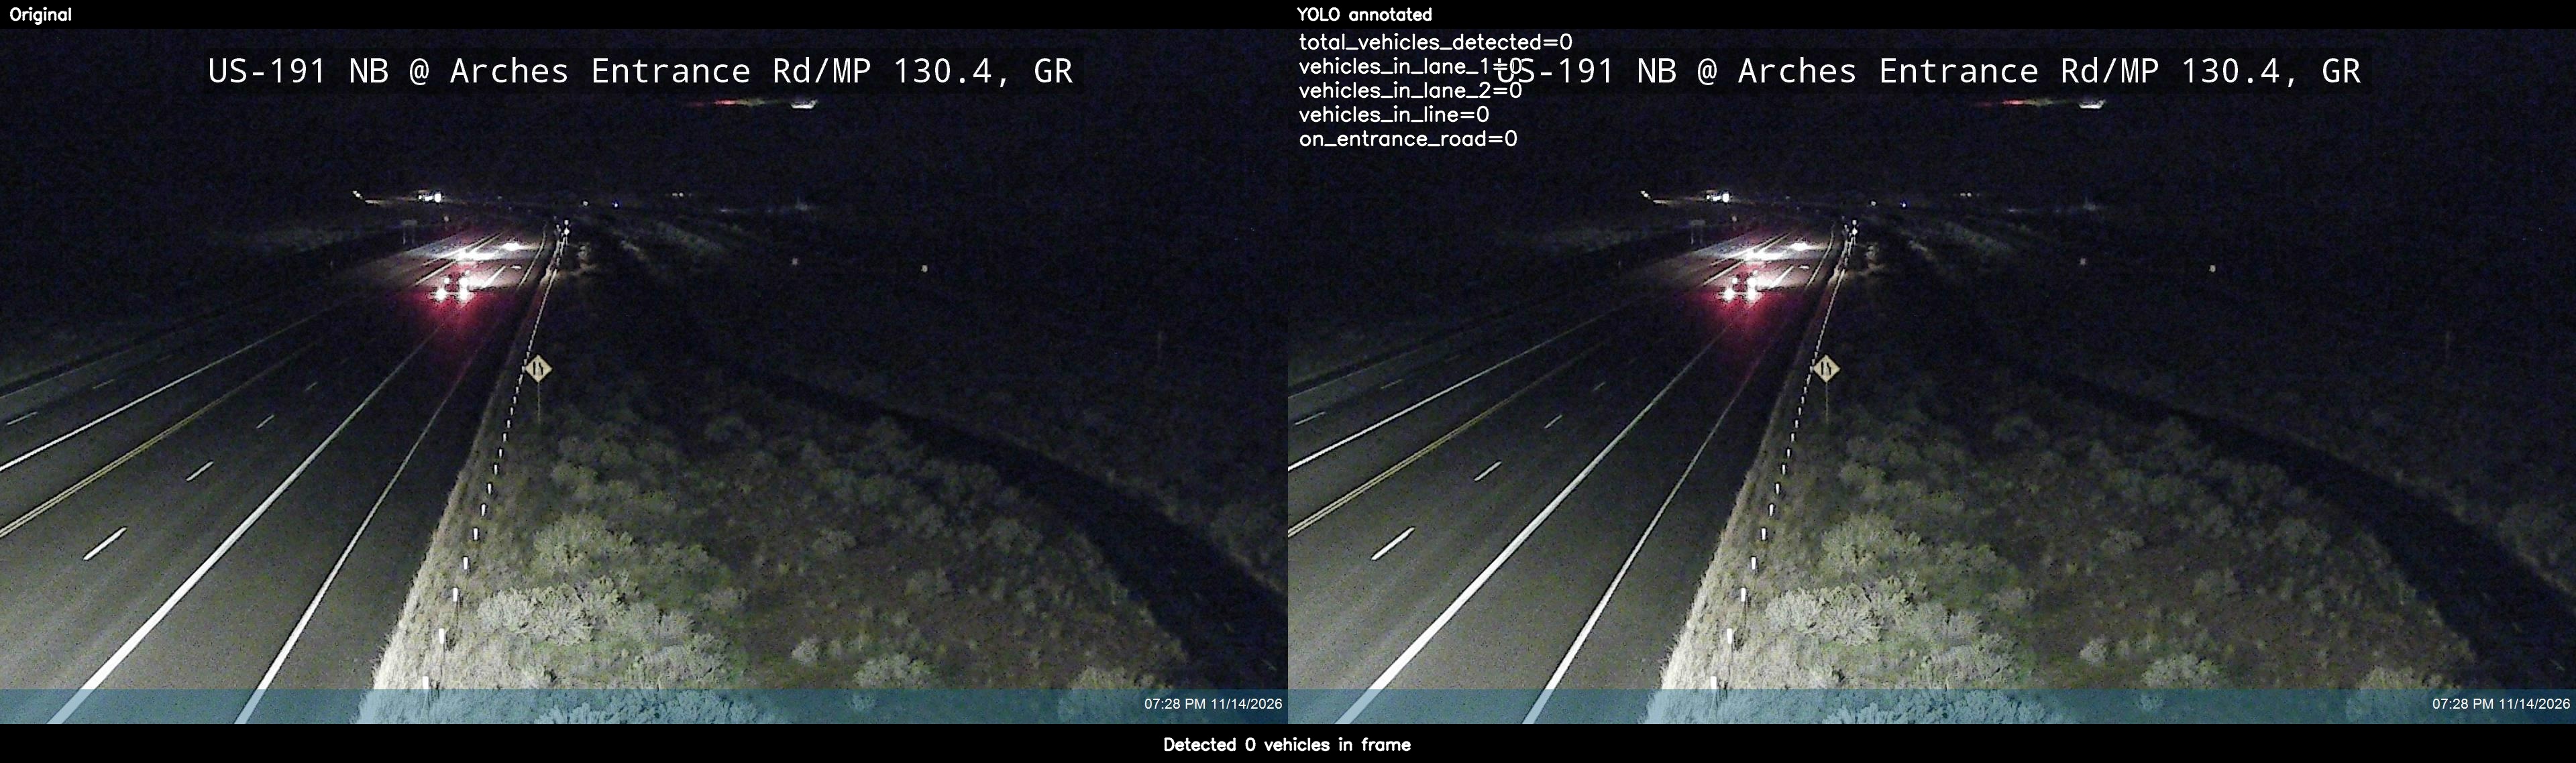 Original
US-191 NB @ Arches Entrance Rd/MP 130.4, GR
07:28 PM 11/14/2026
YOLO annotated
total_vehicles_detected=0
vehicles_in_lane_1=0
vehicles_in_lane_2=0
vehicles_in_line=0
on_entrance_road=0
US-191 NB @ Arches Entrance Rd/MP 130.4, GR
07:28 PM 11/14/2026
Detected 0 vehicles in frame